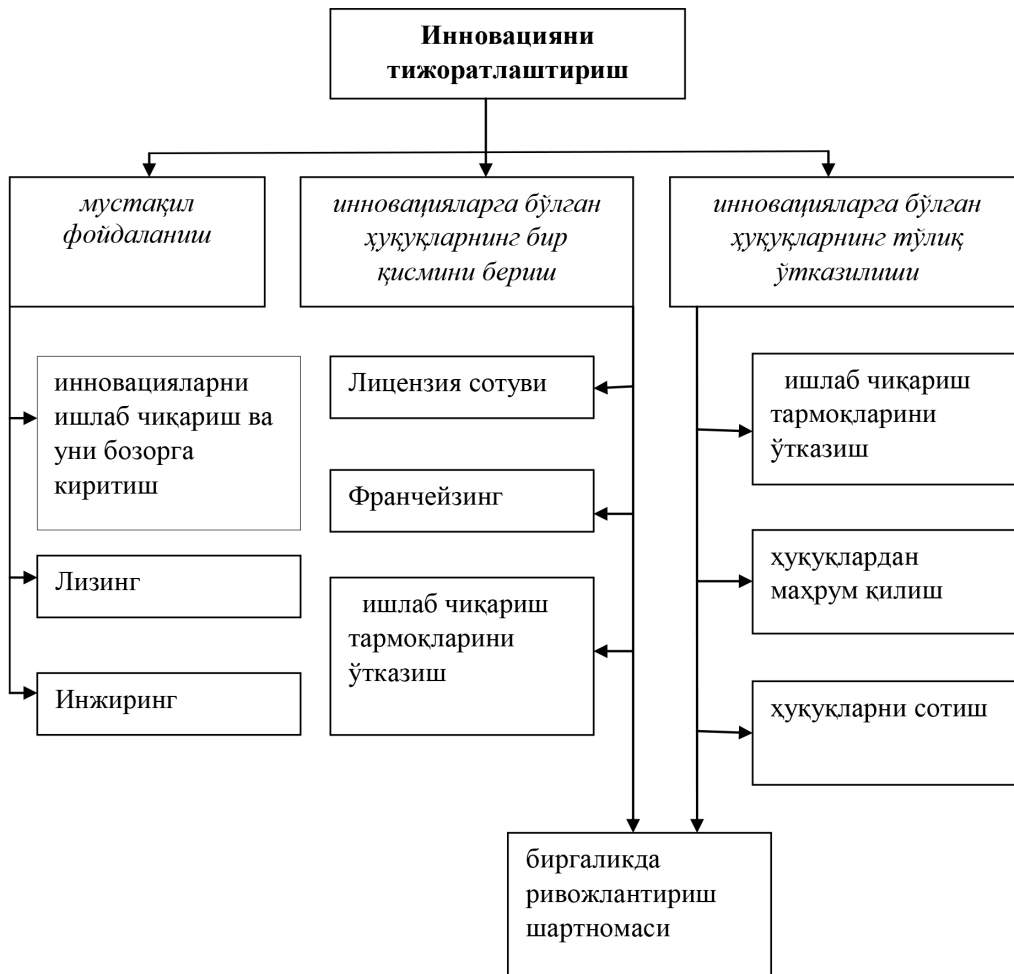 Инновацияни
тижоратлаштириш
мустақил
фойдаланиш
инновацияларга бўлган
ҳуқуқларнинг бир
қисмини бериш
инновацияларга бўлган
ҳуқуқларнинг тўлиқ
ўтказилиши
инновацияларни
ишлаб чиқариш ва
уни бозорга
киритиш
Лизинг
Инжиринг
Лицензия сотуви
Франчейзинг
ишлаб чиқариш
тармоқларини
ўтказиш
ишлаб чиқариш
тармоқларини
ўтказиш
ҳуқуқлардан
маҳрум қилиш
ҳуқуқларни сотиш
биргаликда
ривожлантириш
шартномаси